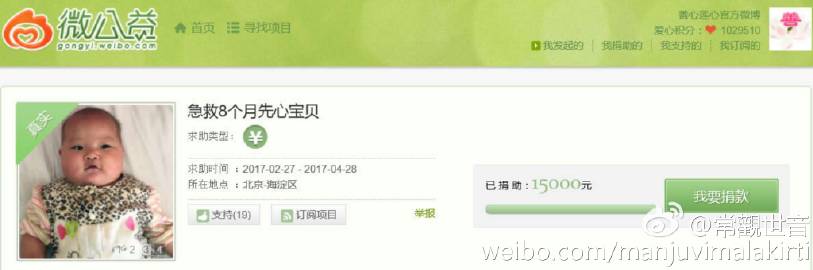 微公益
gongyi.weibo.com
首页
寻找项目
善心莲心官方微博
爱心积分：1029510
我发起的 我捐助的 我支持的 我订阅的
真实
急救8个月先心宝贝
求助类型：
求助时间：2017-02-27 - 2017-04-28
所在地点：北京-海淀区
支持(19)
订阅项目
举报
已捐助：15000元
我要捐款
@常觀世音
weibo.com/manjuvimalakirti